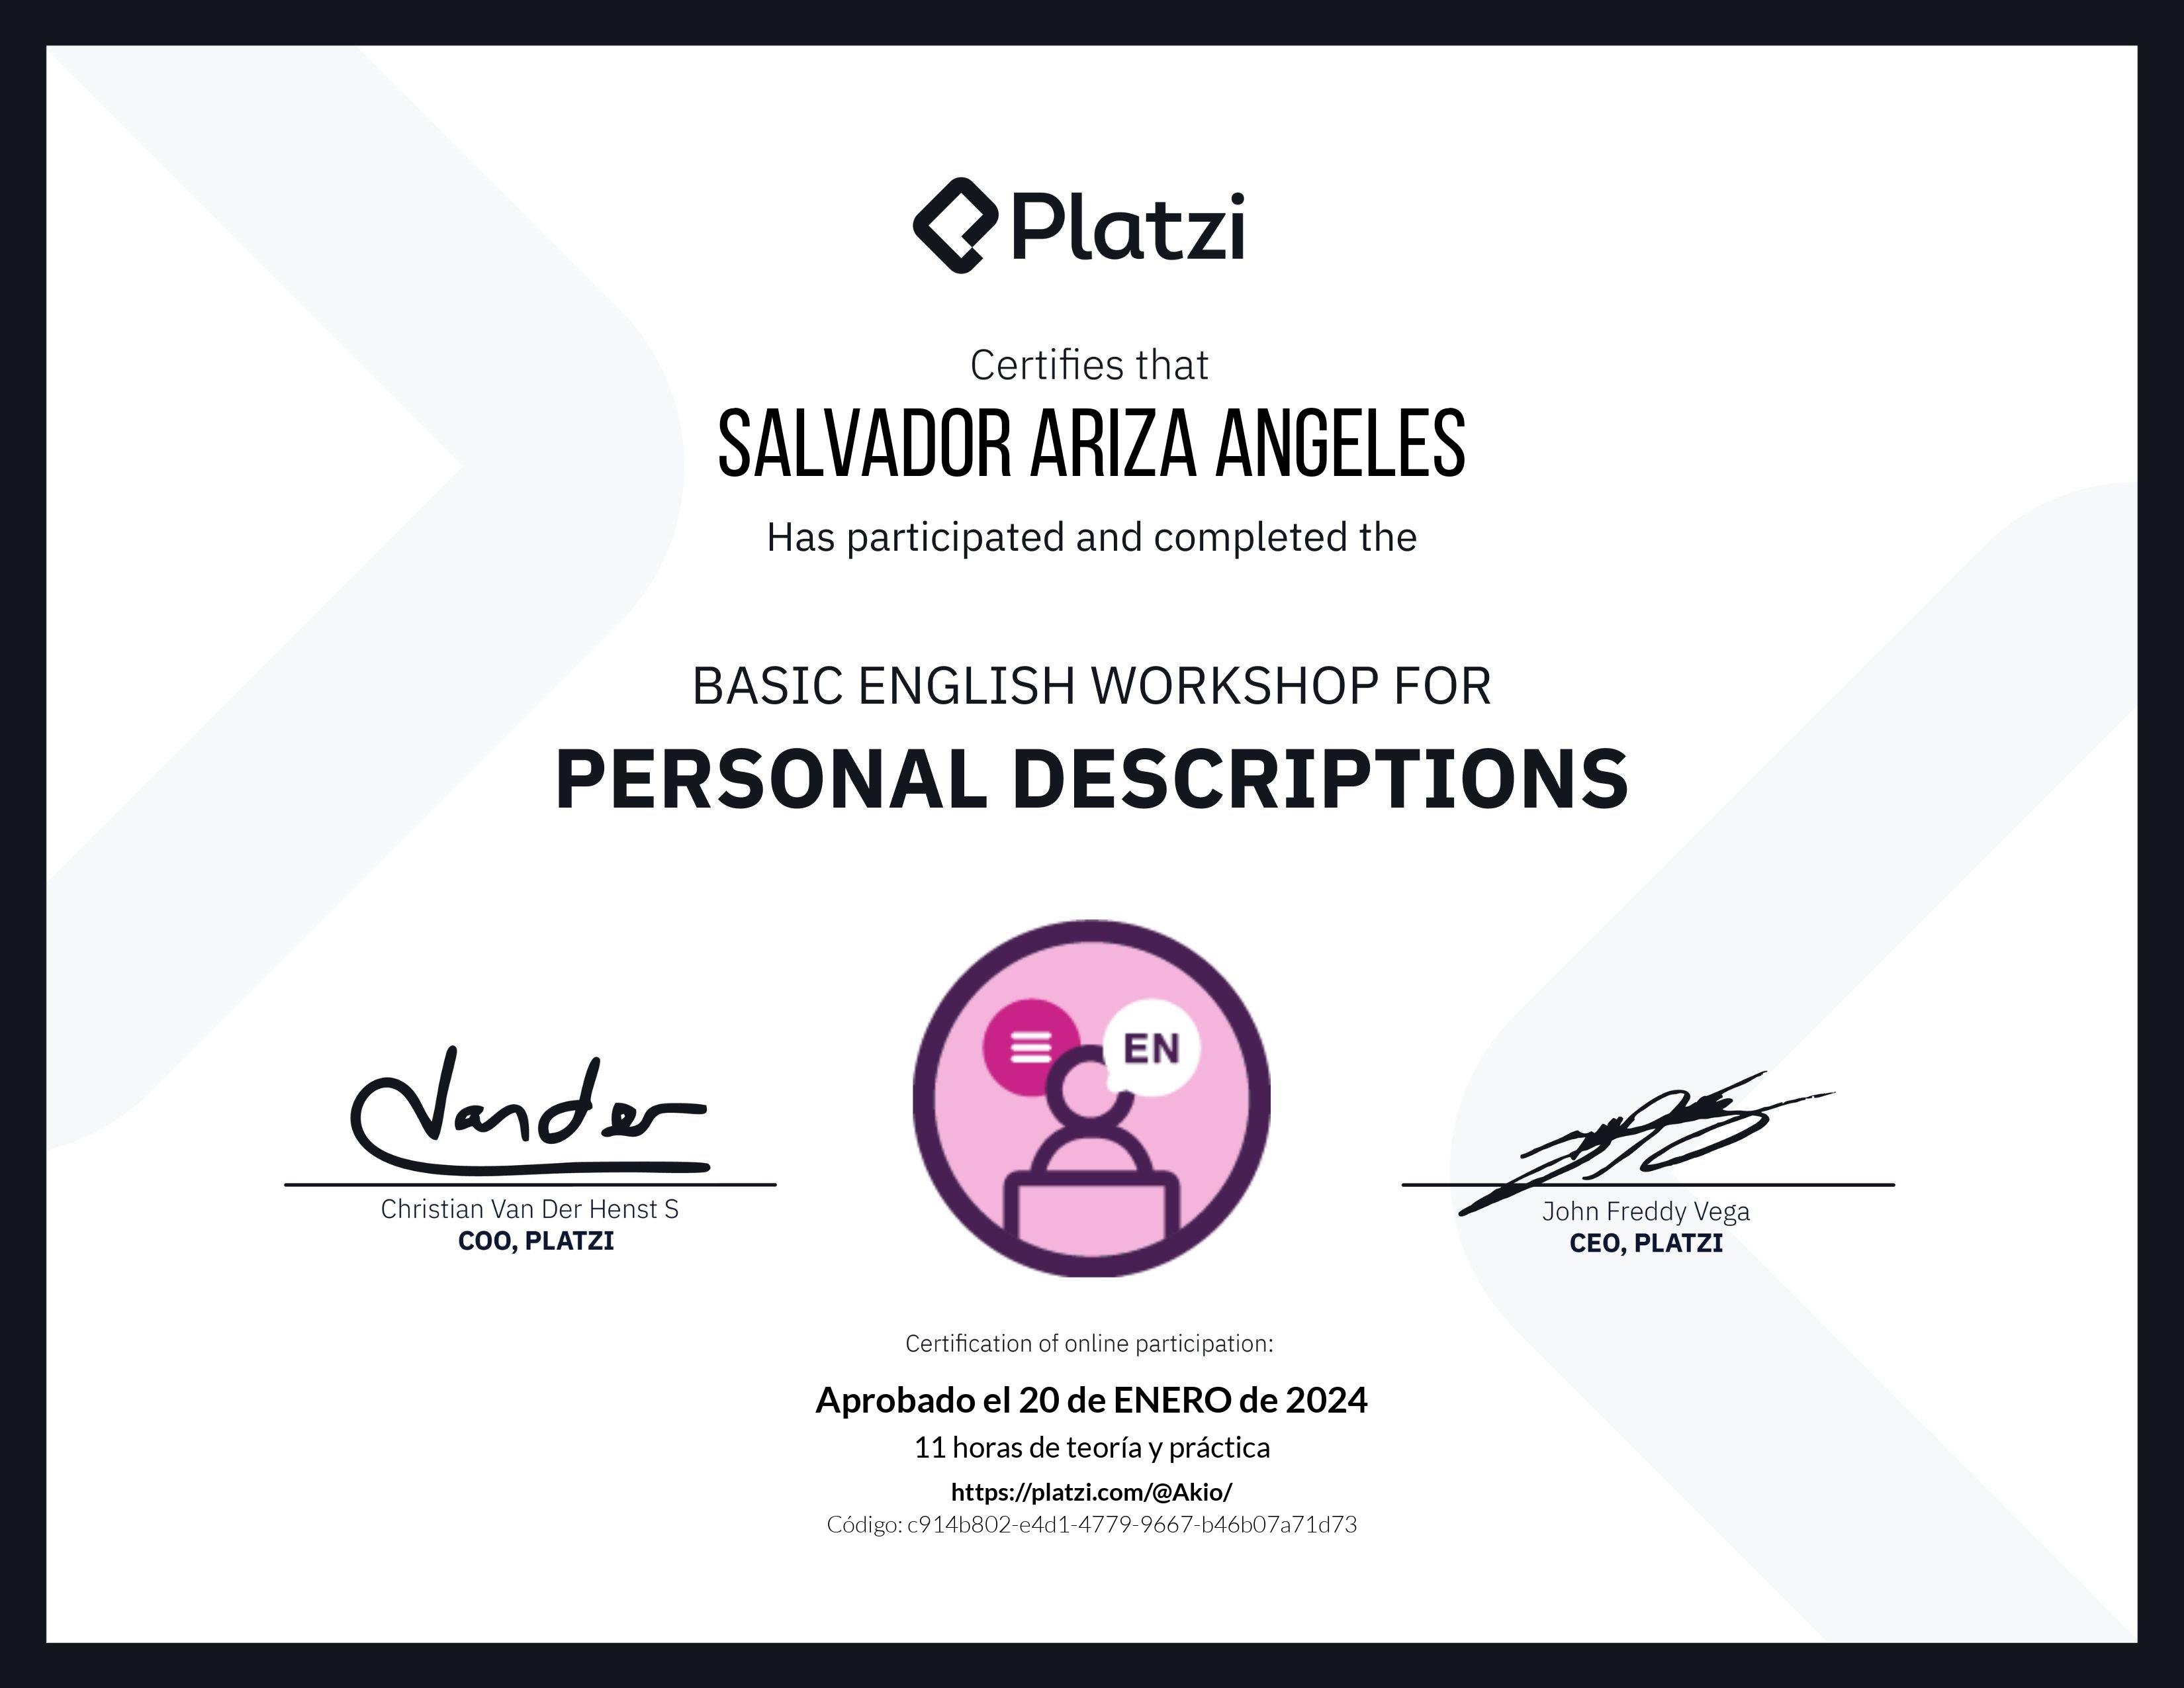 Platzi
Certifies that
SALVADOR ARIZA ANGELES
Has participated and completed the
BASIC ENGLISH WORKSHOP FOR
PERSONAL DESCRIPTIONS
EN
Vander
Christian Van Der Henst S
COO, PLATZI
John Freddy Vega
CEO, PLATZI
Certification of online participation:
Aprobado el 20 de ENERO de 2024
11 horas de teoría y práctica
https://platzi.com/@Akio/
Código: c914b802-e4d1-4779-9667-b46b07a71d73